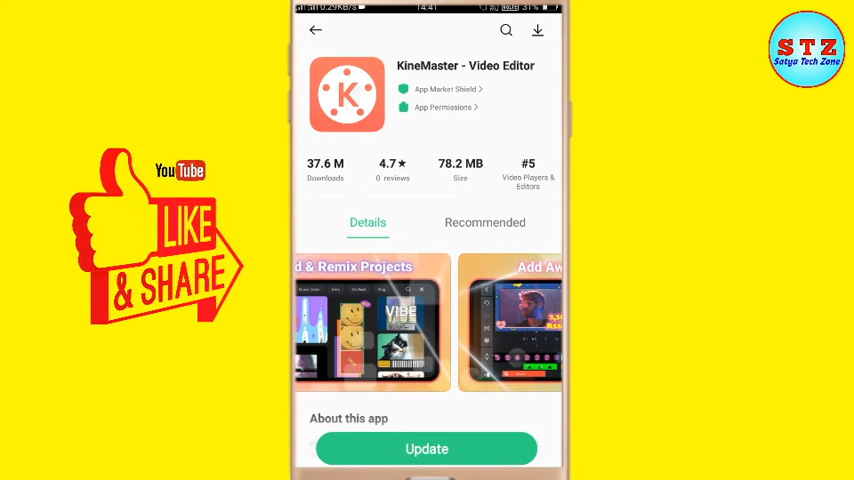 0.29KB/s
14:41
31%
S T Z
Satya Tech Zone
KineMaster - Video Editor
App Market Shield
App Permissions
37.6 M
4.7★
78.2 MB
#5
Downloads
0 reviews
Size
Video Players &
Editors
Details
Recommended
YouTube
LIKE
& SHARE
d & Remix Projects
Add Aw
VIBE
About this app
Update